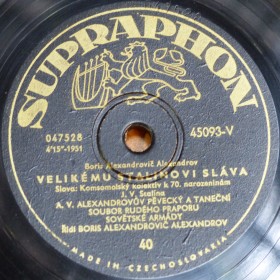 SUPRAPHON
047528
4'15"-1951
45093-V
Boris Alexandrovič Alexandrov
VELIKÉMU STALINOVI SLÁVA
Slova: Komsomolský kolektiv k 70. narozeninám
J. V. Stalina
A. V. ALEXANDROVŮV PĚVECKÝ A TANEČNÍ
SOUBOR RUDÉHO PRAPORU
SOVĚTSKÉ ARMÁDY
Řídí BORIS ALEXANDROVIČ ALEXANDROV
40
MADE IN CZECHOSLOVAKIA